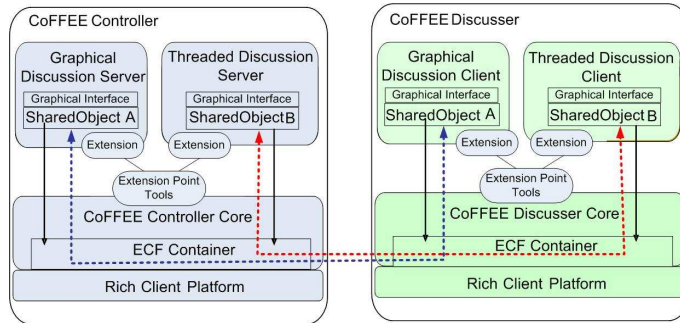 CoFFEE Controller
Graphical
Discussion Server
Graphical Interface
SharedObject A
Threaded Discussion
Server
Graphical Interface
SharedObject B
Extension
Extension
Extension Point
Tools
CoFFEE Controller Core
ECF Container
Rich Client Platform
CoFFEE Discusser
Graphical
Discussion Client
Graphical Interface
SharedObject A
Threaded Discussion
Client
Graphical Interface
SharedObject B
Extension
Extension
Extension Point
Tools
CoFFEE Discusser Core
ECF Container
Rich Client Platform